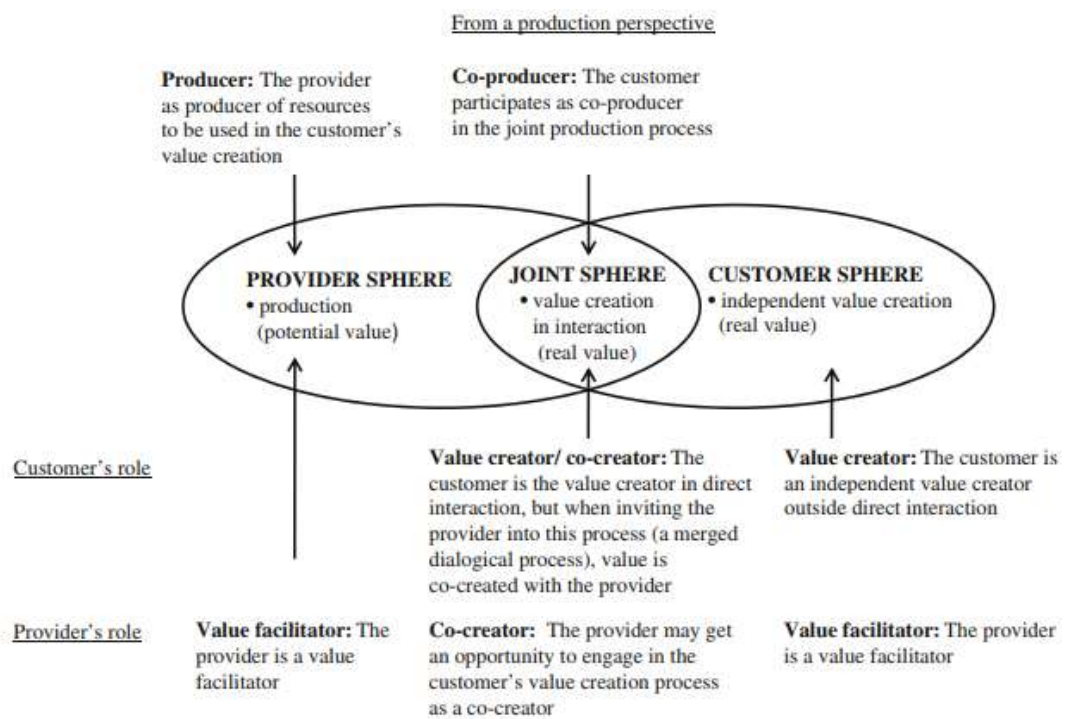 From a production perspective
Producer: The provider
as producer of resources
to be used in the customer's
value creation
Co-producer: The customer
participates as co-producer
in the joint production process
PROVIDER SPHERE
• production
(potential value)
JOINT SPHERE
• value creation
in interaction
(real value)
CUSTOMER SPHERE
• independent value creation
(real value)
Customer's role
Value creator/ co-creator: The
customer is the value creator in direct
interaction, but when inviting the
provider into this process (a merged
dialogical process), value is
co-created with the provider
Value creator: The customer is
an independent value creator
outside direct interaction
Provider's role
Value facilitator: The
provider is a value
facilitator
Co-creator: The provider may get
an opportunity to engage in the
customer's value creation process
as a co-creator
Value facilitator: The provider
is a value facilitator